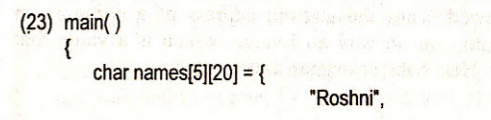 (23) main( )
{
char names[5][20] = {
"Roshni",